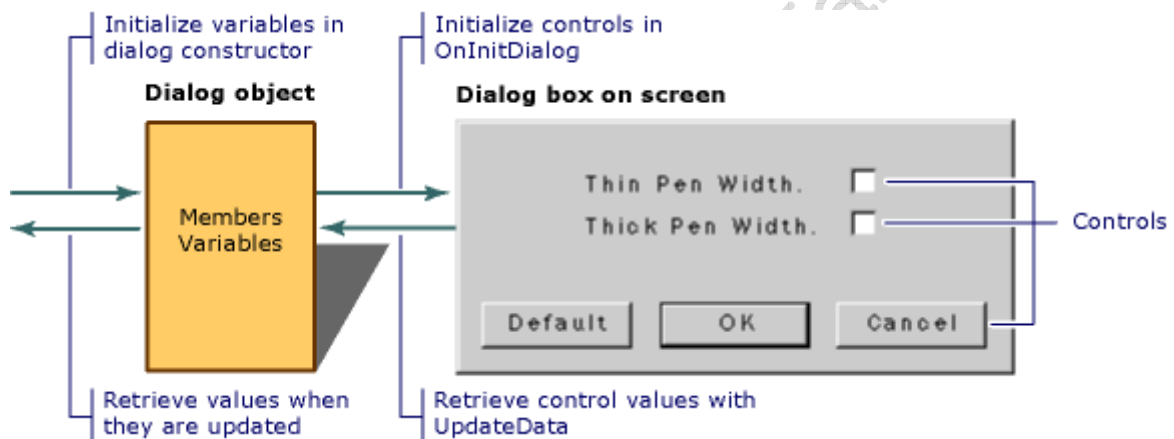 Initialize variables in
dialog constructor
Initialize controls in
OnInitDialog
Dialog object
Dialog box on screen
Members
Variables
Thin Pen Width.
Thick Pen Width.
Controls
Default
OK
Cancel
Retrieve values when
they are updated
Retrieve control values with
UpdateData